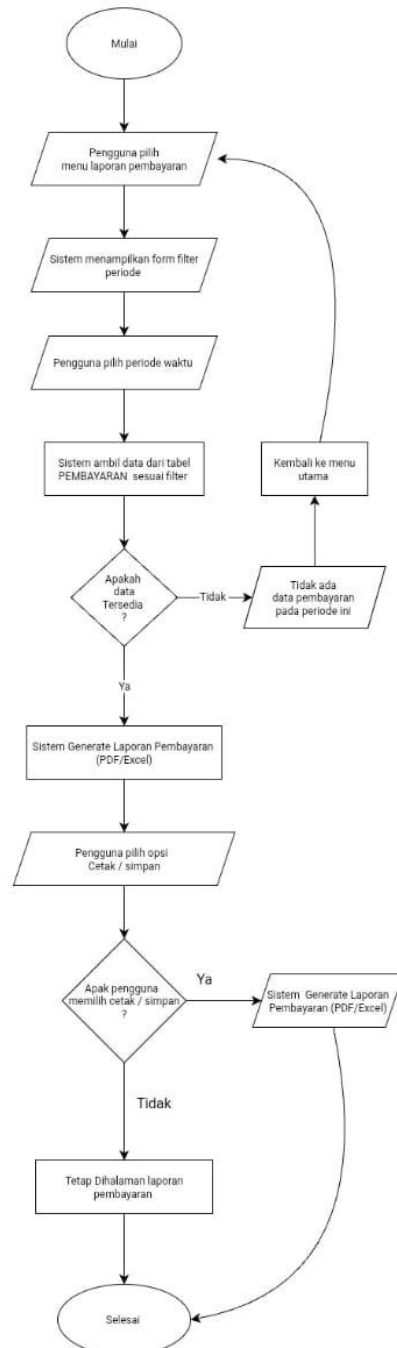 Mulai
Pengguna pilih
menu laporan pembayaran
Sistem menampilkan form filter
periode
Pengguna pilih periode waktu
Sistem ambil data dari tabel
PEMBAYARAN sesuai filter
Kembali ke menu
utama
Apakah
data
Tersedia
?
Tidak
Tidak ada
data pembayaran
pada periode ini
Ya
Sistem Generate Laporan Pembayaran
(PDF/Excel)
Pengguna pilih opsi
Cetak / simpan
Apak pengguna
memilih cetak / simpan
?
Ya
Sistem Generate Laporan
Pembayaran (PDF/Excel)
Tidak
Tetap Dihalaman laporan
pembayaran
Selesai